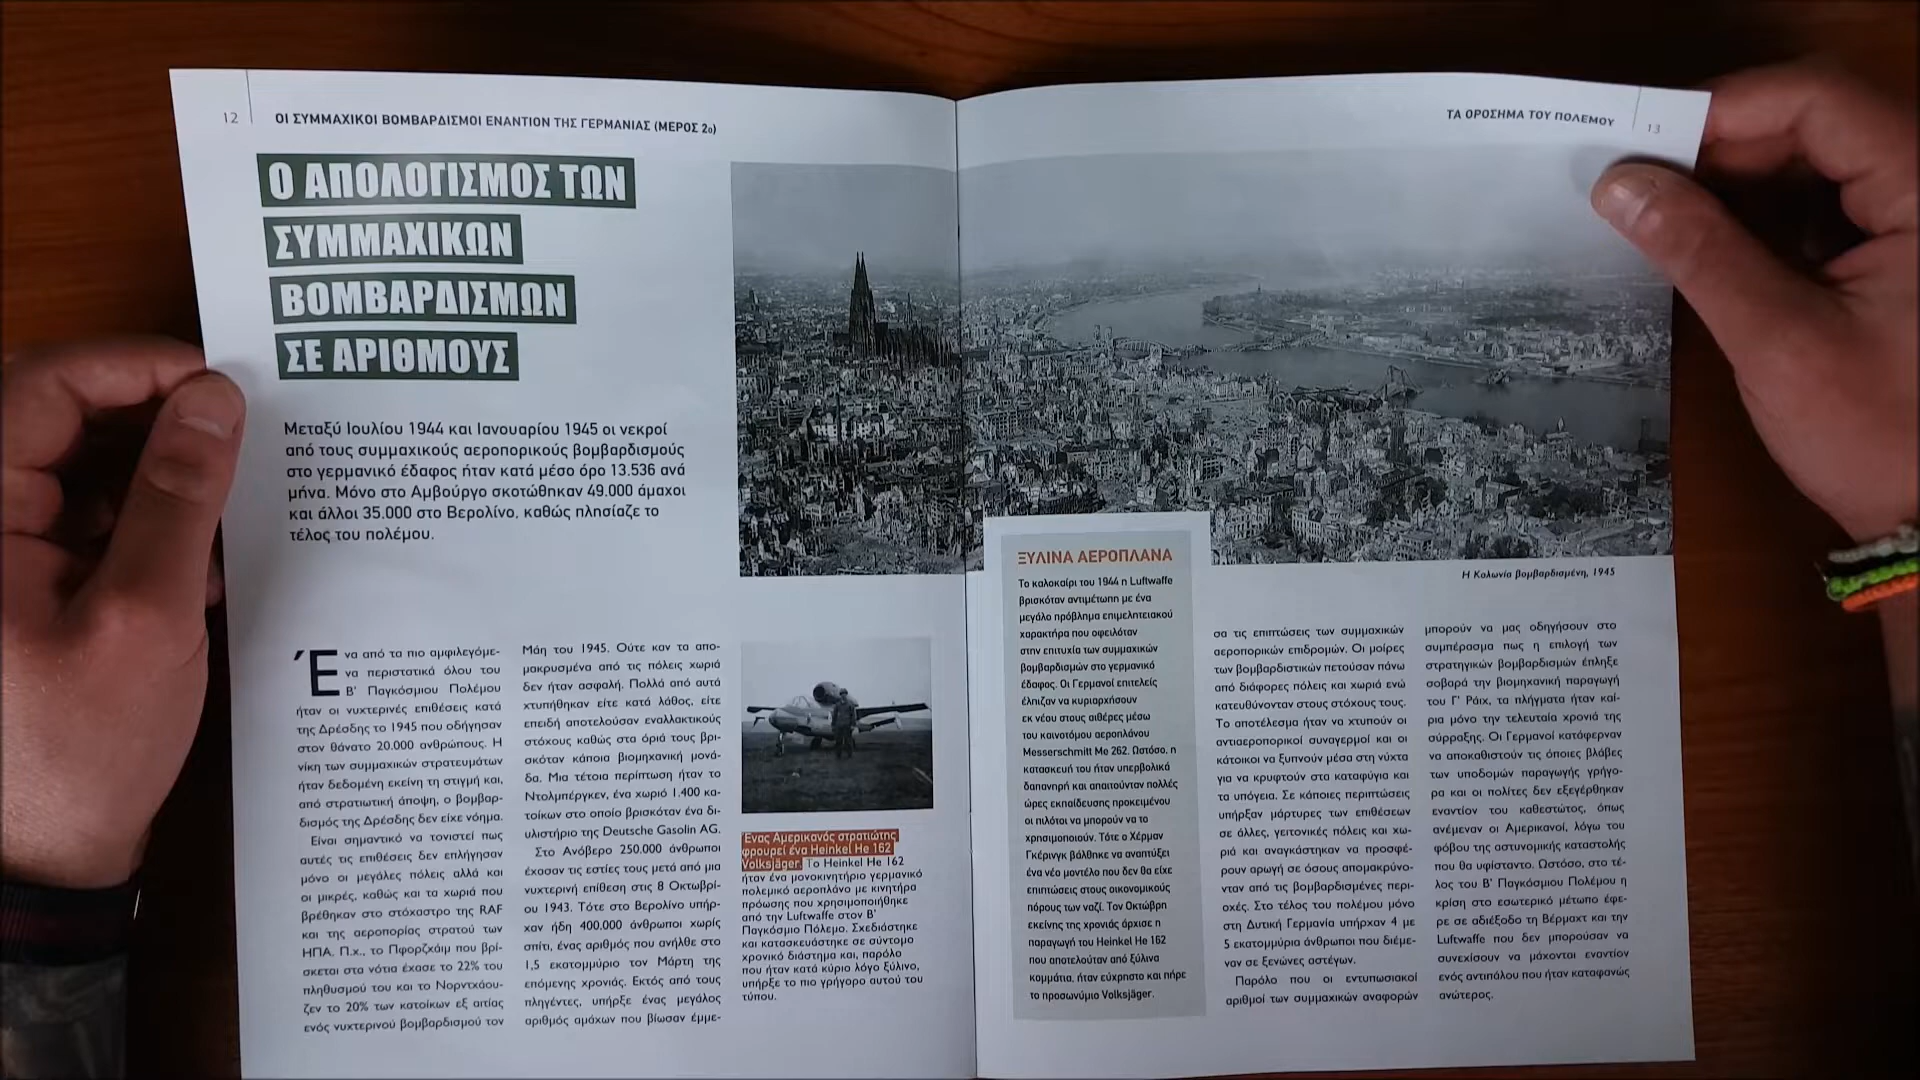 12
ΟΙ ΣΥΜΜΑΧΙΚΟΙ ΒΟΜΒΑΡΔΙΣΜΟΙ ΕΝΑΝΤΙΟΝ ΤΗΣ ΓΕΡΜΑΝΙΑΣ (ΜΕΡΟΣ 2ο)
Ο ΑΠΟΛΟΓΙΣΜΟΣ ΤΩΝ
ΣΥΜΜΑΧΙΚΩΝ
ΒΟΜΒΑΡΔΙΣΜΩΝ
ΣΕ ΑΡΙΘΜΟΥΣ
Μεταξύ Ιουλίου 1944 και Ιανουαρίου 1945 οι νεκροί
από τους συμμαχικούς αεροπορικούς βομβαρδισμούς
στο γερμανικό έδαφος ήταν κατά μέσο όρο 13.536 ανά
μήνα. Μόνο στο Αμβούργο σκοτώθηκαν 49.000 άμαχοι
και άλλοι 35.000 στο Βερολίνο, καθώς πλησίαζε το
τέλος του πολέμου.
Ένα από τα πιο αμφιλεγόμε-
να περιστατικά όλου του
Β' Παγκόσμιου Πολέμου
ήταν οι νυχτερινές επιθέσεις κατά
της Δρέσδης το 1945 που οδήγησαν
στον θάνατο 20.000 ανθρώπους. Η
νίκη των συμμαχικών στρατευμάτων
ήταν δεδομένη εκείνη τη στιγμή και,
από στρατιωτική άποψη, ο βομβαρ-
δισμός της Δρέσδης δεν είχε νόημα.
Είναι σημαντικό να τονιστεί πως
αυτές τις επιθέσεις δεν επλήγησαν
μόνο οι μεγάλες πόλεις αλλά και
οι μικρές, καθώς και τα χωριά που
βρέθηκαν στο στόχαστρο της RAF
και της αεροπορίας στρατού των
ΗΠΑ. Π.χ., το Πφορζχάιμ που βρί-
σκεται στα νότια έχασε το 22% του
πληθυσμού του και το Νορντχάου-
ζεν το 20% των κατοίκων εξ αιτίας
ενός νυχτερινού βομβαρδισμού τον
Μάη του 1945. Ούτε καν τα απο-
μακρυσμένα από τις πόλεις χωριά
δεν ήταν ασφαλή. Πολλά από αυτά
χτυπήθηκαν είτε κατά λάθος, είτε
επειδή αποτελούσαν εναλλακτικούς
στόχους καθώς στα όριά τους βρι-
σκόταν κάποια βιομηχανική μονά-
δα. Μια τέτοια περίπτωση ήταν το
Ντολμπέργκεν, ένα χωριό 1.400 κα-
τοίκων στο οποίο βρισκόταν ένα δι-
υλιστήριο της Deutsche Gasolin AG.
Στο Ανόβερο 250.000 άνθρωποι
έχασαν τις εστίες τους μετά από μια
νυχτερινή επίθεση στις 8 Οκτωβρί-
ου 1943. Τότε στο Βερολίνο υπήρ-
χαν ήδη 400.000 άνθρωποι χωρίς
σπίτι, ένας αριθμός που ανήλθε στο
1,5 εκατομμύριο τον Μάρτη της
επόμενης χρονιάς. Εκτός από τους
πληγέντες, υπήρξε ένας μεγάλος
αριθμός αμάχων που βίωσαν έμμε-
Ένας Αμερικανός στρατιώτης
φρουρεί ένα Heinkel He 162
Volksjäger. Το Heinkel He 162
ήταν ένα μονοκινητήριο γερμανικό
πολεμικό αεροπλάνο με κινητήρα
πρόωσης που χρησιμοποιήθηκε
από την Luftwaffe στον Β'
Παγκόσμιο Πόλεμο. Σχεδιάστηκε
και κατασκευάστηκε σε σύντομο
χρονικό διάστημα και, παρόλο
που ήταν κατά κύριο λόγο ξύλινο,
υπήρξε το πιο γρήγορο αυτού του
τύπου.
ΤΑ ΟΡΟΣΗΜΑ ΤΟΥ ΠΟΛΕΜΟΥ
13
Η Κολωνία βομβαρδισμένη, 1945
ΞΥΛΙΝΑ ΑΕΡΟΠΛΑΝΑ
Το καλοκαίρι του 1944 η Luftwaffe
βρισκόταν αντιμέτωπη με ένα
μεγάλο πρόβλημα επιμελητειακού
χαρακτήρα που οφειλόταν
στην επιτυχία των συμμαχικών
βομβαρδισμών στο γερμανικό
έδαφος. Οι Γερμανοί επιτελείς
έλπιζαν να κυριαρχήσουν
εκ νέου στους αιθέρες μέσω
του καινοτόμου αεροπλάνου
Messerschmitt Me 262. Ωστόσο, η
κατασκευή του ήταν υπερβολικά
δαπανηρή και απαιτούνταν πολλές
ώρες εκπαίδευσης προκειμένου
οι πιλότοι να μπορούν να το
χρησιμοποιούν. Τότε ο Χέρμαν
Γκέρινγκ βάλθηκε να αναπτύξει
ένα νέο μοντέλο που δεν θα είχε
επιπτώσεις στους οικονομικούς
πόρους των ναζί. Τον Οκτώβρη
εκείνης της χρονιάς άρχισε η
παραγωγή του Heinkel He 162
που αποτελούταν από ξύλινα
κομμάτια, ήταν εύχρηστο και πήρε
το προσωνύμιο Volksjäger.
σα τις επιπτώσεις των συμμαχικών
αεροπορικών επιδρομών. Οι μοίρες
των βομβαρδιστικών πετούσαν πάνω
από διάφορες πόλεις και χωριά ενώ
κατευθύνονταν στους στόχους τους.
Το αποτέλεσμα ήταν να χτυπούν οι
αντιαεροπορικοί συναγερμοί και οι
κάτοικοι να ξυπνούν μέσα στη νύχτα
για να κρυφτούν στα καταφύγια και
τα υπόγεια. Σε κάποιες περιπτώσεις
υπήρξαν μάρτυρες των επιθέσεων
σε άλλες, γειτονικές πόλεις και χω-
ριά και αναγκάστηκαν να προσφέ-
ρουν αρωγή σε όσους απομακρύνο-
νταν από τις βομβαρδισμένες περι-
οχές. Στο τέλος του πολέμου μόνο
στη Δυτική Γερμανία υπήρχαν 4 με
5 εκατομμύρια άνθρωποι που διέμε-
ναν σε ξενώνες αστέγων.
Παρόλο που οι εντυπωσιακοί
αριθμοί των συμμαχικών αναφορών
μπορούν να μας οδηγήσουν στο
συμπέρασμα πως η επιλογή των
στρατηγικών βομβαρδισμών έπληξε
σοβαρά την βιομηχανική παραγωγή
του Γ' Ράιχ, τα πλήγματα ήταν καί-
ρια μόνο την τελευταία χρονιά της
σύρραξης. Οι Γερμανοί κατάφερναν
να αποκαθιστούν τις όποιες βλάβες
των υποδομών παραγωγής γρήγο-
ρα και οι πολίτες δεν εξεγέρθηκαν
εναντίον του καθεστώτος, όπως
ανέμεναν οι Αμερικανοί, λόγω του
φόβου της αστυνομικής καταστολής
που θα υφίσταντο. Ωστόσο, στο τέ-
λος του Β' Παγκόσμιου Πολέμου η
κρίση στο εσωτερικό μέτωπο έφε-
ρε σε αδιέξοδο τη Βέρμαχτ και την
Luftwaffe που δεν μπορούσαν να
συνεχίσουν να μάχονται εναντίον
ενός αντιπάλου που ήταν καταφανώς
ανώτερος.